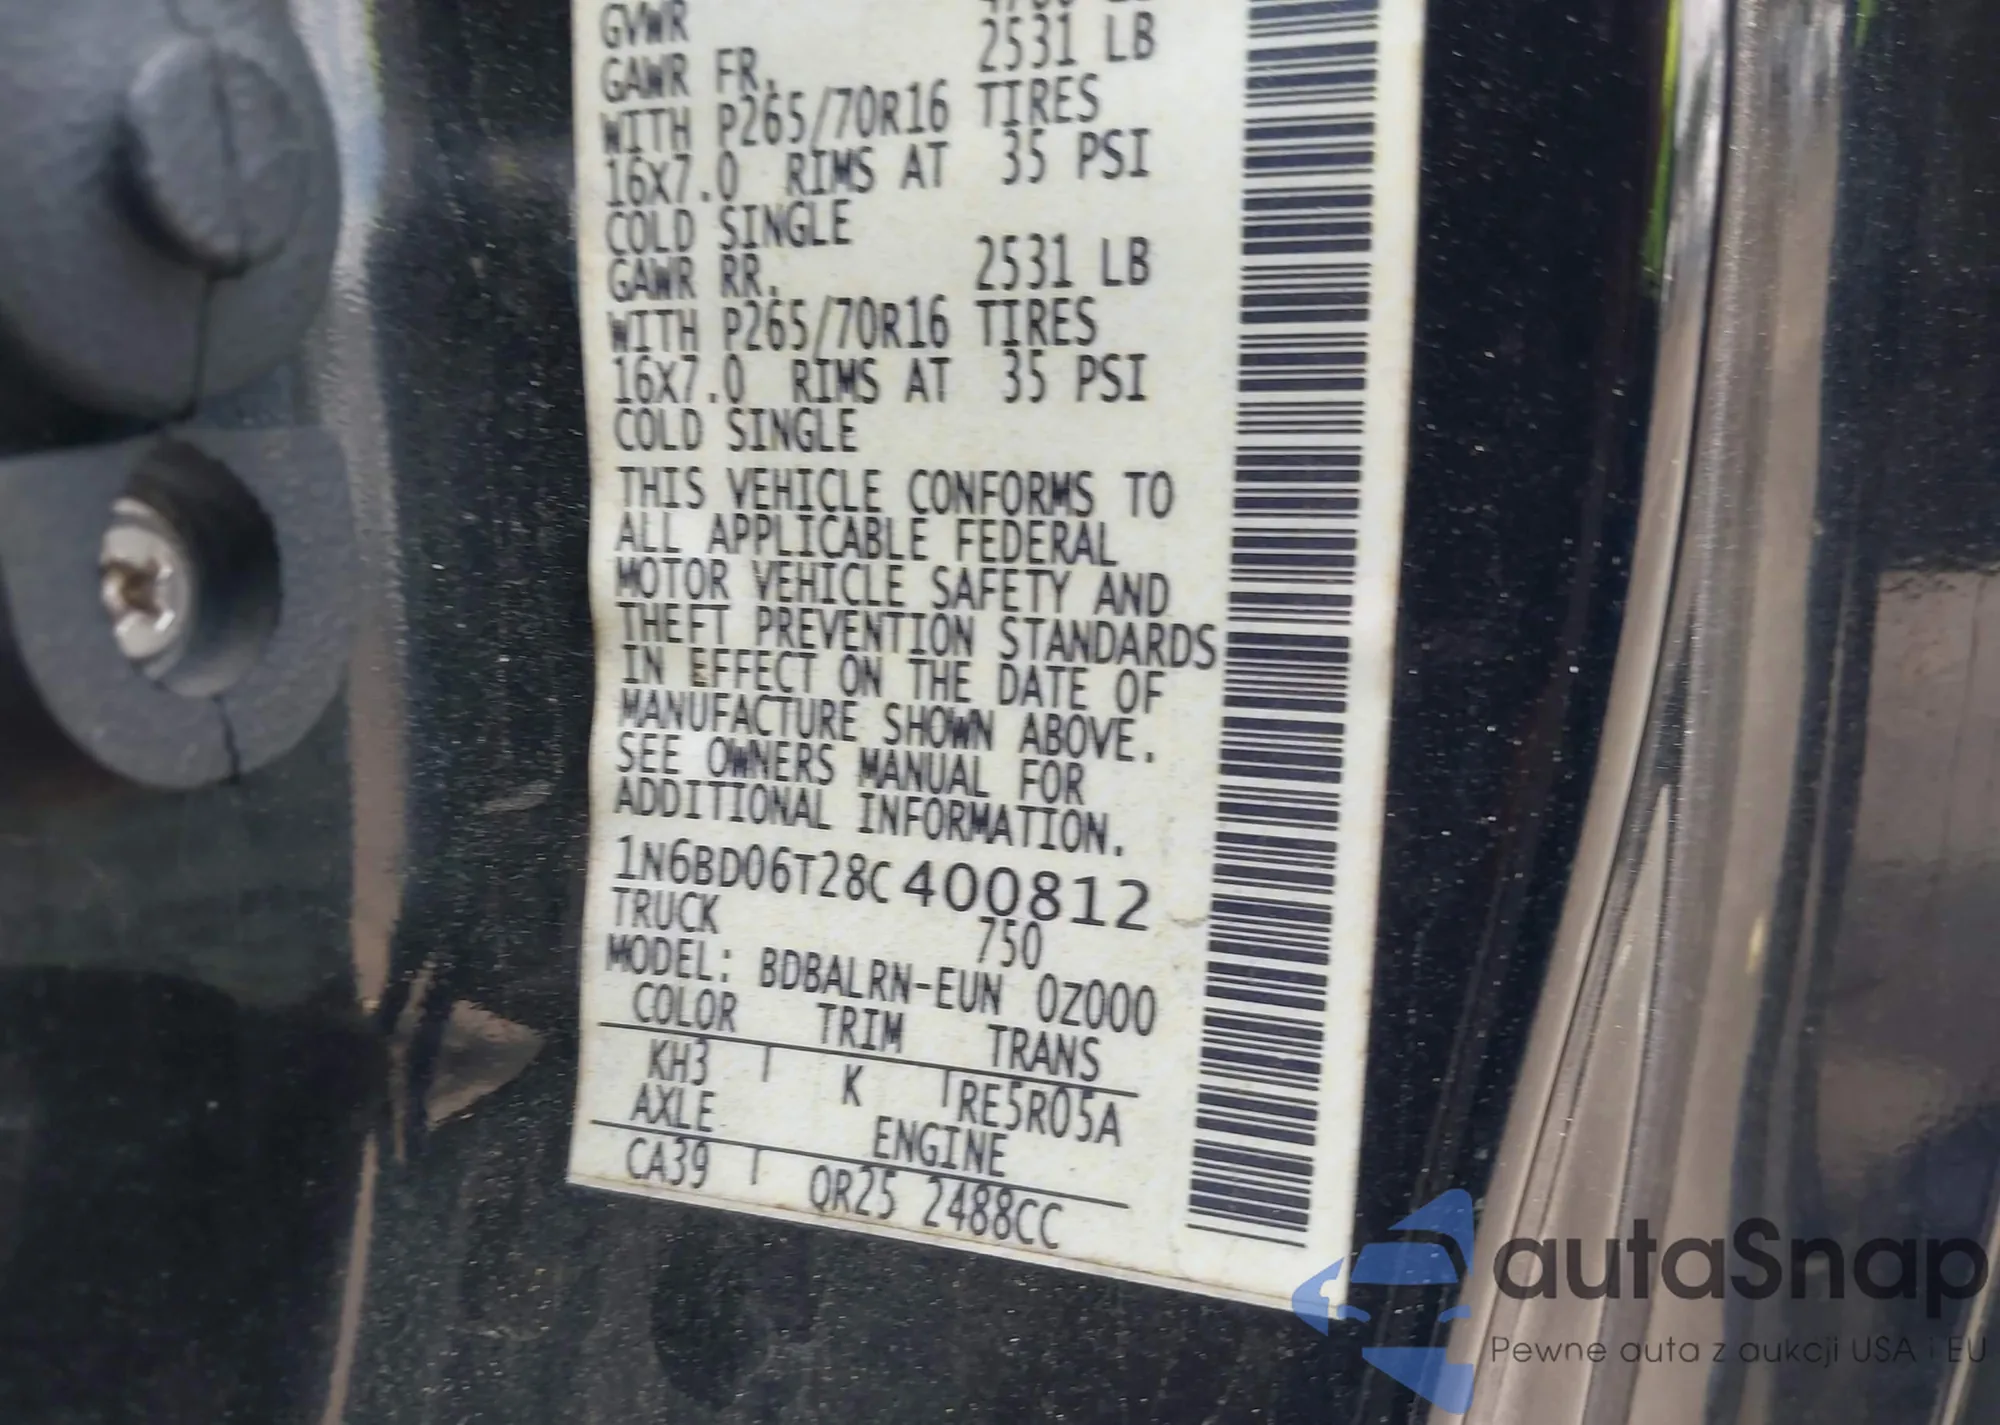 GVWR
GAWR FR. 2531 LB
WITH P265/70R16 TIRES
16X7.0 RIMS AT 35 PSI
COLD SINGLE
GAWR RR. 2531 LB
WITH P265/70R16 TIRES
16X7.0 RIMS AT 35 PSI
COLD SINGLE
THIS VEHICLE CONFORMS TO
ALL APPLICABLE FEDERAL
MOTOR VEHICLE SAFETY AND
THEFT PREVENTION STANDARDS
IN EFFECT ON THE DATE OF
MANUFACTURE SHOWN ABOVE.
SEE OWNERS MANUAL FOR
ADDITIONAL INFORMATION.
1N6BD06T28C400812
TRUCK 750
MODEL: BDBALRN-EUN 0Z000
COLOR TRIM TRANS
KH3 K RE5R05A
AXLE ENGINE
CA39 QR25 2488CC
autaSnap
Pewne auta z aukcji USA i EU